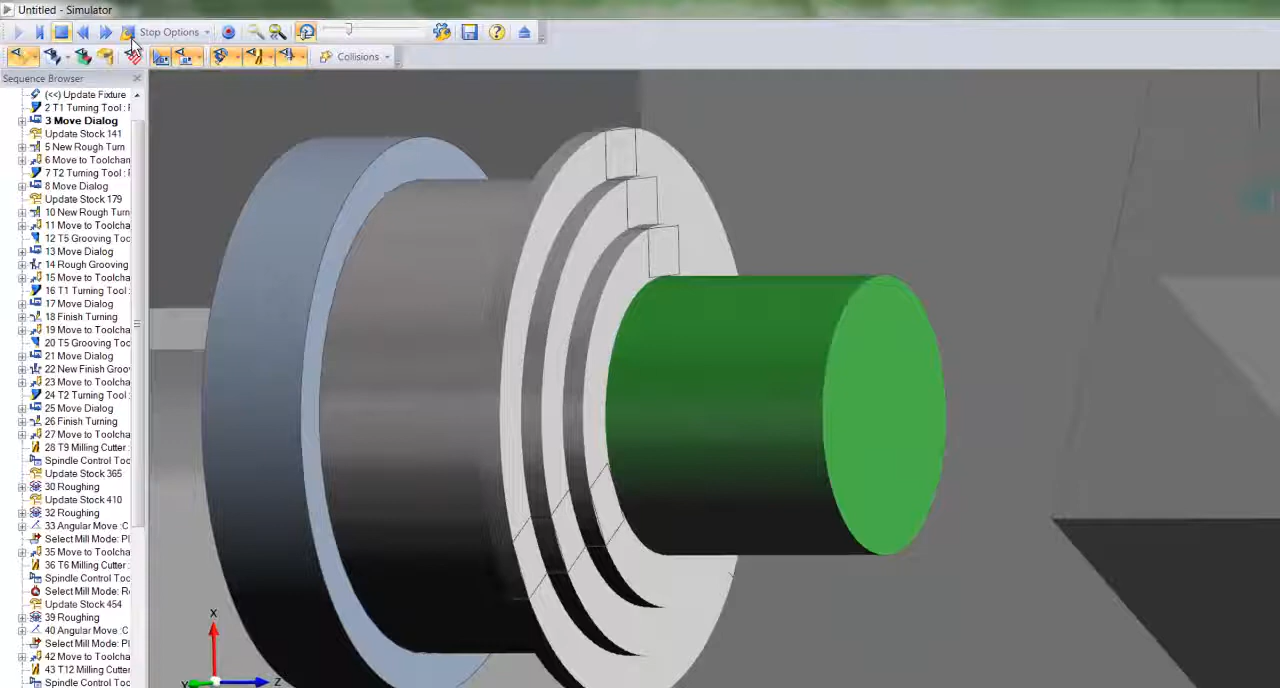 Untitled - Simulator
Stop Options
Collisions
Sequence Browser
(<<) Update Fixture
2 T1 Turning Tool :
3 Move Dialog
Update Stock 141
5 New Rough Turn
6 Move to Toolchan
7 T2 Turning Tool :
8 Move Dialog
Update Stock 179
10 New Rough Turn
11 Move to Toolcha
12 T5 Grooving Too
13 Move Dialog
14 Rough Grooving
15 Move to Toolcha
16 T1 Turning Tool :
17 Move Dialog
18 Finish Turning
19 Move to Toolcha
20 T5 Grooving Too
21 Move Dialog
22 New Finish Groo
23 Move to Toolcha
24 T2 Turning Tool :
25 Move Dialog
26 Finish Turning
27 Move to Toolcha
28 T9 Milling Cutter
Spindle Control Too
Update Stock 365
30 Roughing
Update Stock 410
32 Roughing
33 Angular Move :C
Select Mill Mode: Pl
35 Move to Toolcha
36 T6 Milling Cutter
Spindle Control Too
Select Mill Mode: R
Update Stock 454
39 Roughing
40 Angular Move :C
Select Mill Mode: Pl
42 Move to Toolcha
43 T12 Milling Cutter
Spindle Control Too
X
Y
Z